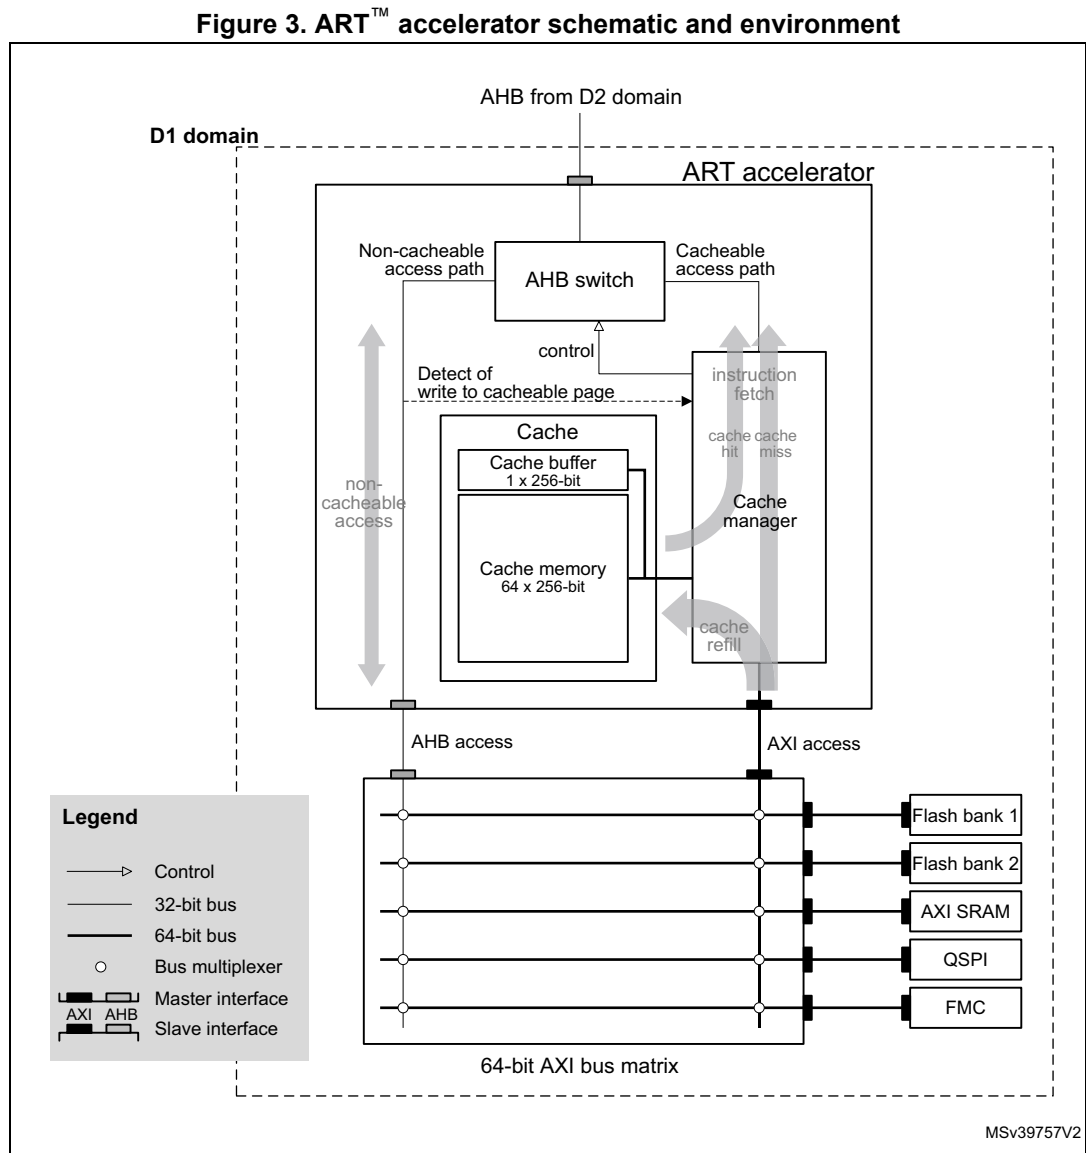 Figure 3. ART™ accelerator schematic and environment
AHB from D2 domain
D1 domain
ART accelerator
Non-cacheable
access path
AHB switch
Cacheable
access path
control
Detect of
write to cacheable page
instruction
fetch
cache
hit
cache
miss
Cache
Cache buffer
1 x 256-bit
non-
cacheable
access
Cache
manager
Cache memory
64 x 256-bit
cache
refill
AHB access
AXI access
Flash bank 1
Flash bank 2
AXI SRAM
QSPI
FMC
64-bit AXI bus matrix
Legend
Control
32-bit bus
64-bit bus
Bus multiplexer
Master interface
AXI AHB
Slave interface
MSv39757V2